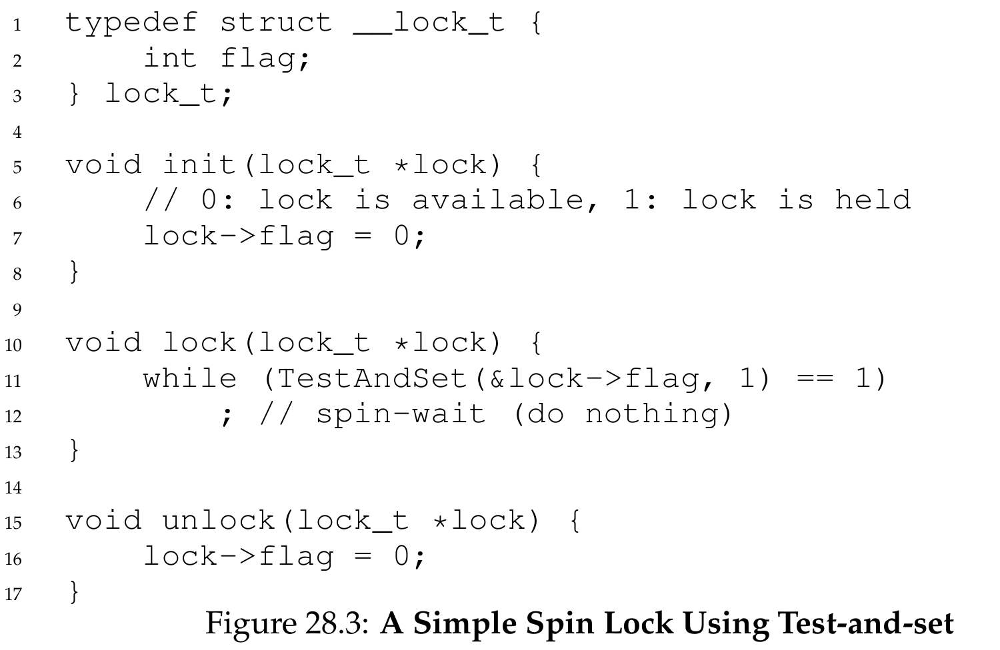 1 typedef struct __lock_t {
2 int flag;
3 } lock_t;
4
5 void init(lock_t *lock) {
6 // 0: lock is available, 1: lock is held
7 lock->flag = 0;
8 }
9
10 void lock(lock_t *lock) {
11 while (TestAndSet(&lock->flag, 1) == 1)
12 ; // spin-wait (do nothing)
13 }
14
15 void unlock(lock_t *lock) {
16 lock->flag = 0;
17 }
Figure 28.3: A Simple Spin Lock Using Test-and-set